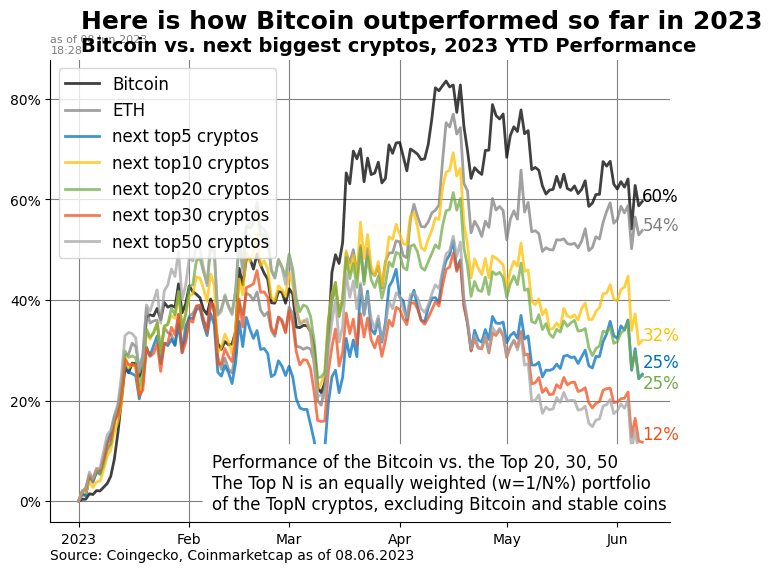 Here is how Bitcoin outperformed so far in 2023
as of 08 Jun 2023
18:28
Bitcoin vs. next biggest cryptos, 2023 YTD Performance
Bitcoin
ETH
next top5 cryptos
next top10 cryptos
next top20 cryptos
next top30 cryptos
next top50 cryptos
80%
60%
40%
20%
0%
60%
54%
32%
25%
25%
12%
Performance of the Bitcoin vs. the Top 20, 30, 50
The Top N is an equally weighted (w=1/N%) portfolio
of the TopN cryptos, excluding Bitcoin and stable coins
2023 Feb Mar Apr May Jun
Source: Coingecko, Coinmarketcap as of 08.06.2023